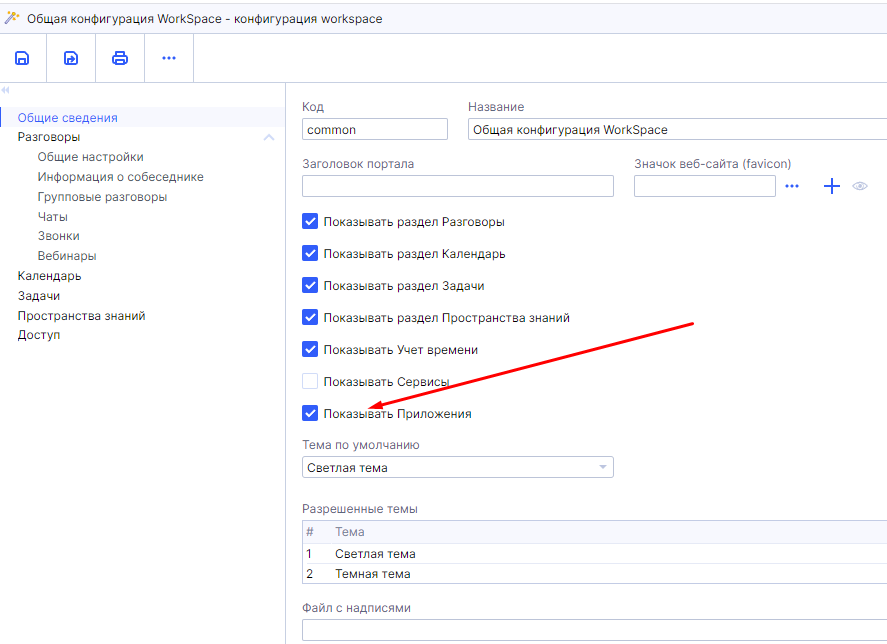 Общая конфигурация WorkSpace - конфигурация workspace
Общие сведения
Разговоры
Общие настройки
Информация о собеседнике
Групповые разговоры
Чаты
Звонки
Вебинары
Календарь
Задачи
Пространства знаний
Доступ
Код
Название
common
Общая конфигурация WorkSpace
Заголовок портала
Значок веб-сайта (favicon)
Показывать раздел Разговоры
Показывать раздел Календарь
Показывать раздел Задачи
Показывать раздел Пространства знаний
Показывать Учет времени
Показывать Сервисы
Показывать Приложения
Тема по умолчанию
Светлая тема
Разрешенные темы
# Тема
1 Светлая тема
2 Темная тема
Файл с надписями